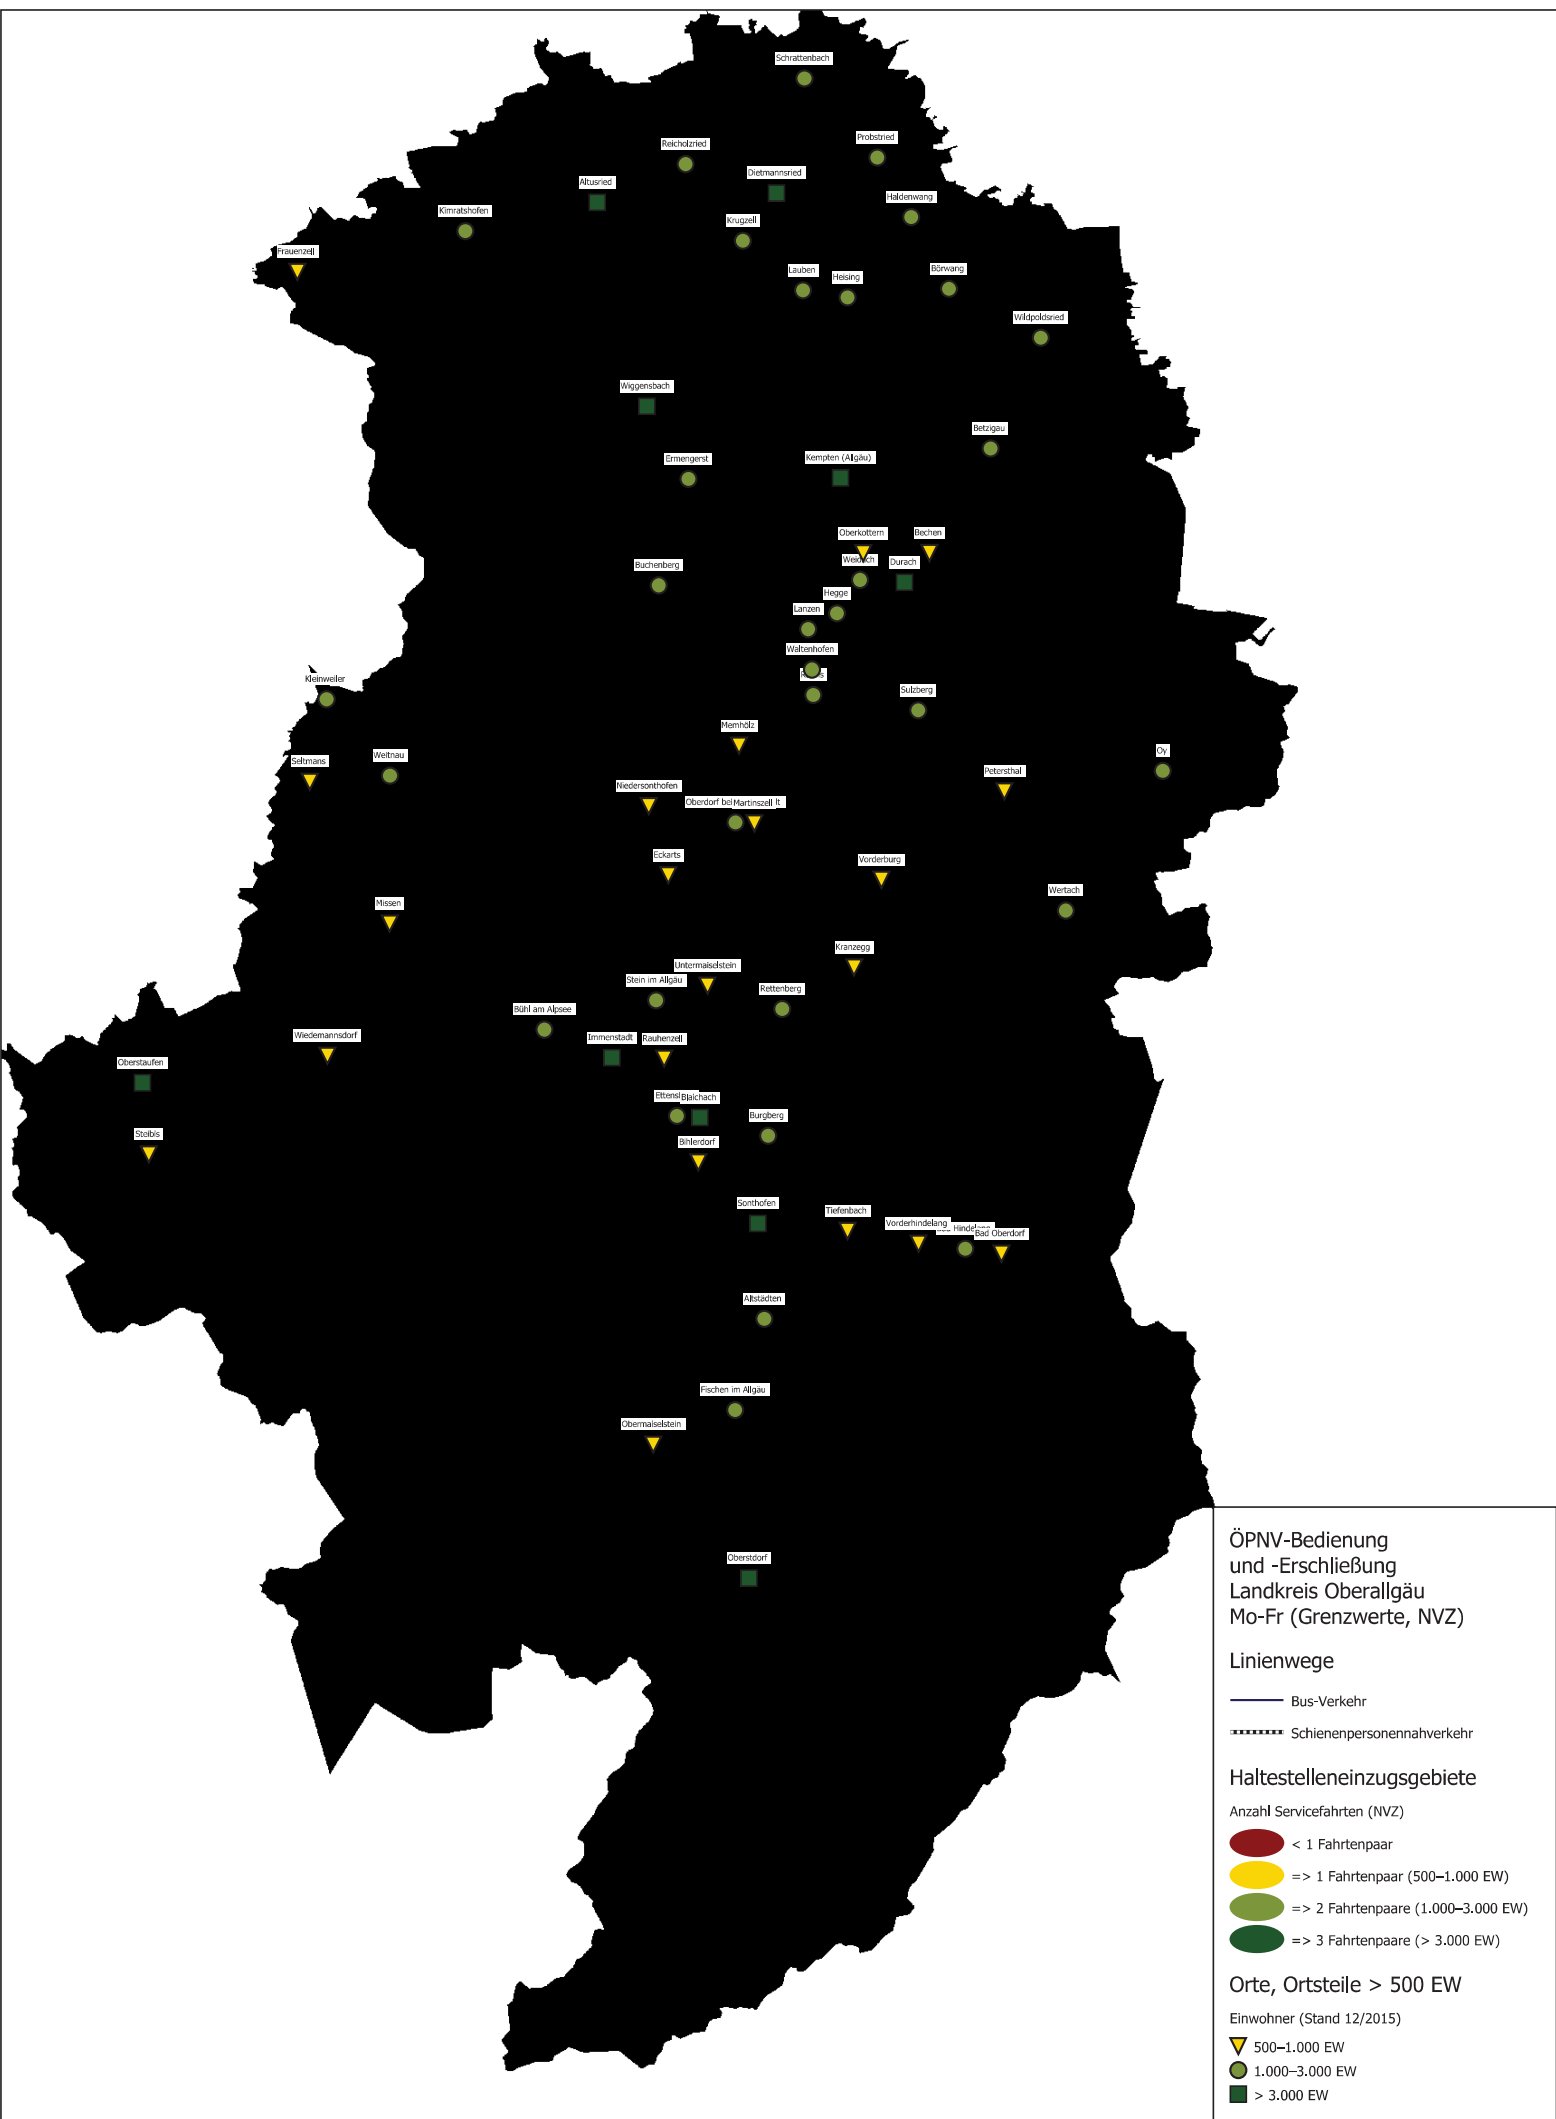 Schrattenbach
Probstried
Reicholzried
Dietmannsried
Altusried
Haldenwang
Kimratshofen
Krugzell
Frauenzell
Börwang
Lauben
Heising
Wildpoldsried
Wiggensbach
Betzigau
Kempten (Allgäu)
Ermengerst
Oberkottern
Bechen
Durach
Buchenberg
Hegge
Lanzen
Waltenhofen
Kleinweiler
Sulzberg
Memhölz
Oy
Weitnau
Seltmans
Petersthal
Niedersonthofen
Oberdorf bei
Martinszell
Eckarts
Vorderburg
Wertach
Missen
Kranzegg
Untermaiselstein
Stein im Allgäu
Rettenberg
Bühl am Alpsee
Wiedemannsdorf
Immenstadt
Rauhenzell
Oberstaufen
Blaichach
Burgberg
Steibis
Bihlerdorf
Sonthofen
Tiefenbach
Vorderhindelang
Bad Oberdorf
Altstädten
Fischen im Allgäu
Obermaiselstein
Oberstdorf
ÖPNV-Bedienung
und -Erschließung
Landkreis Oberallgäu
Mo-Fr (Grenzwerte, NVZ)
Linienwege
Bus-Verkehr
Schienenpersonennahverkehr
Haltestelleneinzugsgebiete
Anzahl Servicefahrten (NVZ)
< 1 Fahrtenpaar
=> 1 Fahrtenpaar (500–1.000 EW)
=> 2 Fahrtenpaare (1.000–3.000 EW)
=> 3 Fahrtenpaare (> 3.000 EW)
Orte, Ortsteile > 500 EW
Einwohner (Stand 12/2015)
500–1.000 EW
1.000–3.000 EW
> 3.000 EW